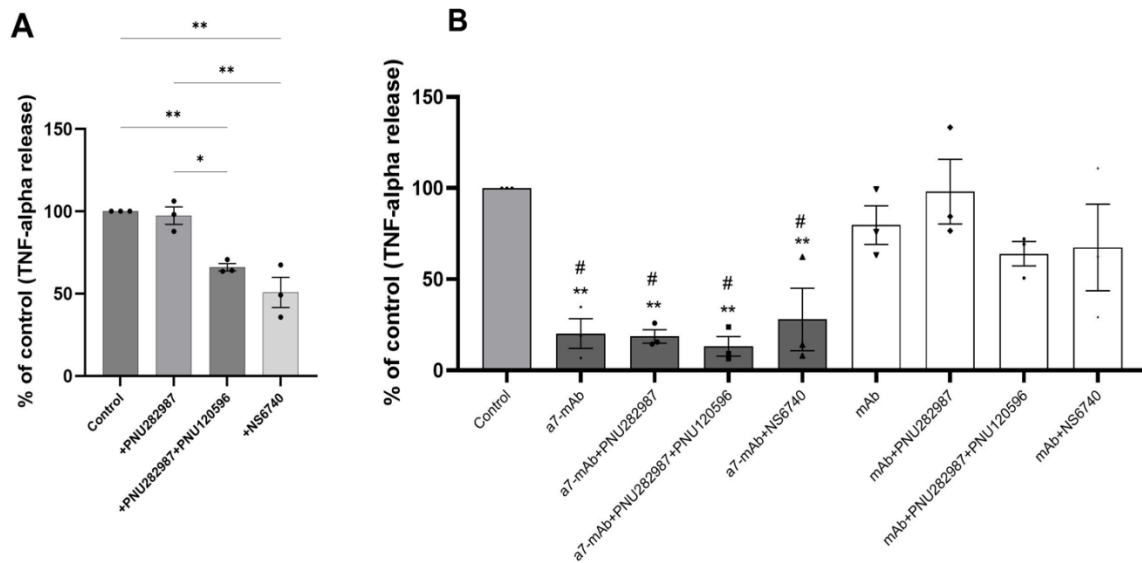 A
**
**
**
*
% of control (TNF-alpha release)
150
100
50
0
Control
+PNU282987
+PNU282987+PNU120596
+NS6740
B
% of control (TNF-alpha release)
150
100
50
0
#
**
#
**
#
**
#
**
Control
a7-mAb
a7-mAb+PNU282987
a7-mAb+PNU282987+PNU120596
a7-mAb+NS6740
mAb
mAb+PNU282987
mAb+PNU282987+PNU120596
mAb+NS6740